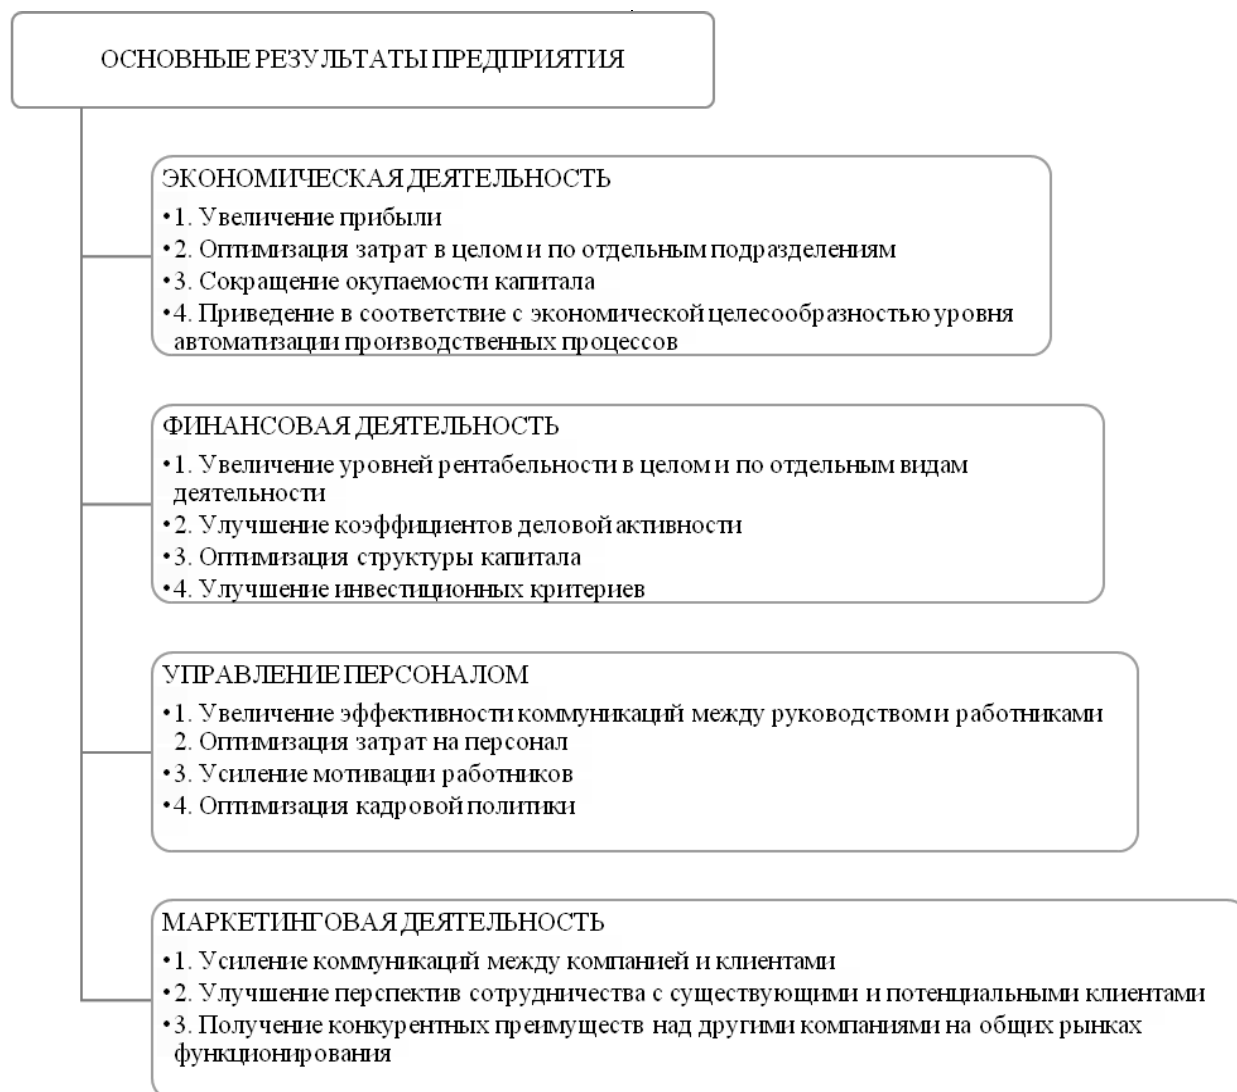 ОСНОВНЫЕ РЕЗУЛЬТАТЫ ПРЕДПРИЯТИЯ
ЭКОНОМИЧЕСКАЯ ДЕЯТЕЛЬНОСТЬ
•1. Увеличение прибыли
•2. Оптимизация затрат в целом и по отдельным подразделениям
•3. Сокращение окупаемости капитала
•4. Приведение в соответствие с экономической целесообразностью уровня
автоматизации производственных процессов
ФИНАНСОВАЯ ДЕЯТЕЛЬНОСТЬ
•1. Увеличение уровней рентабельности в целом и по отдельным видам
деятельности
•2. Улучшение коэффициентов деловой активности
•3. Оптимизация структуры капитала
•4. Улучшение инвестиционных критериев
УПРАВЛЕНИЕ ПЕРСОНАЛОМ
•1. Увеличение эффективности коммуникаций между руководством и работниками
2. Оптимизация затрат на персонал
•3. Усиление мотивации работников
•4. Оптимизация кадровой политики
МАРКЕТИНГОВАЯ ДЕЯТЕЛЬНОСТЬ
•1. Усиление коммуникаций между компанией и клиентами
•2. Улучшение перспектив сотрудничества с существующими и потенциальными клиентами
•3. Получение конкурентных преимуществ над другими компаниями на общих рынках
функционирования